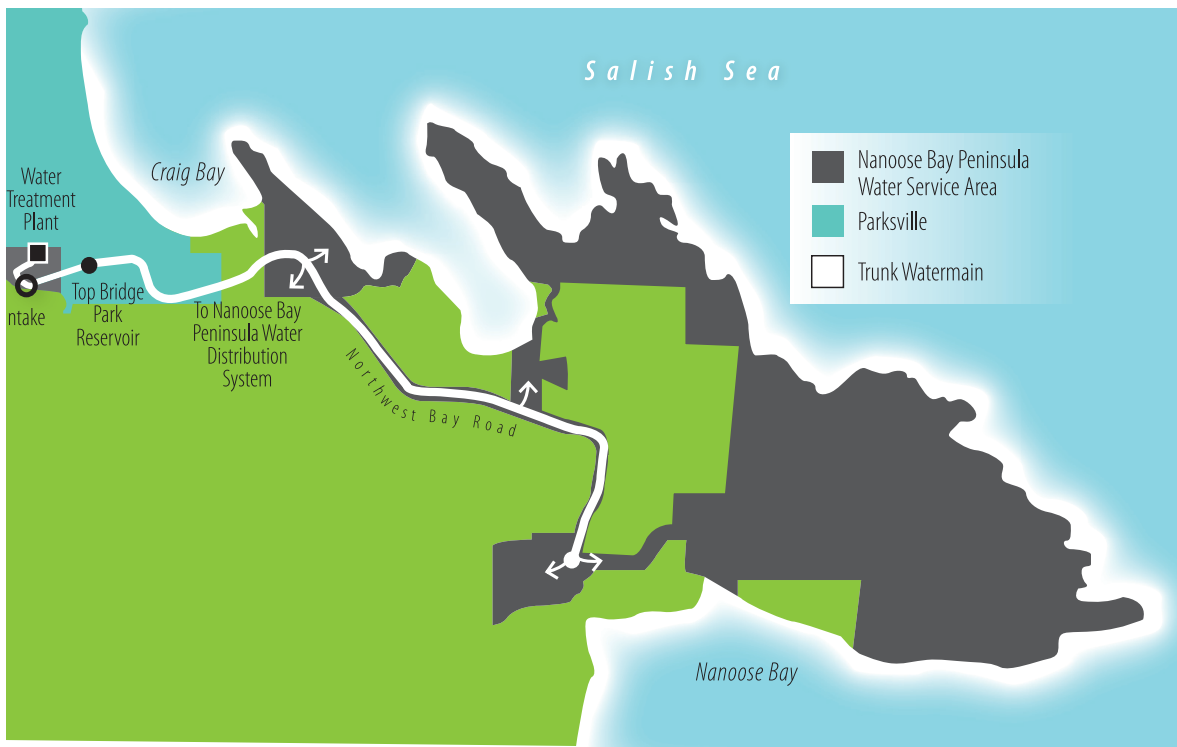 Salish Sea
Craig Bay
Nanoose Bay Peninsula
Water Service Area
Parksville
Trunk Watermain
Water
Treatment
Plant
ntake
Top Bridge
Park
Reservoir
To Nanoose Bay
Peninsula Water
Distribution
System
Northwest Bay Road
Nanoose Bay